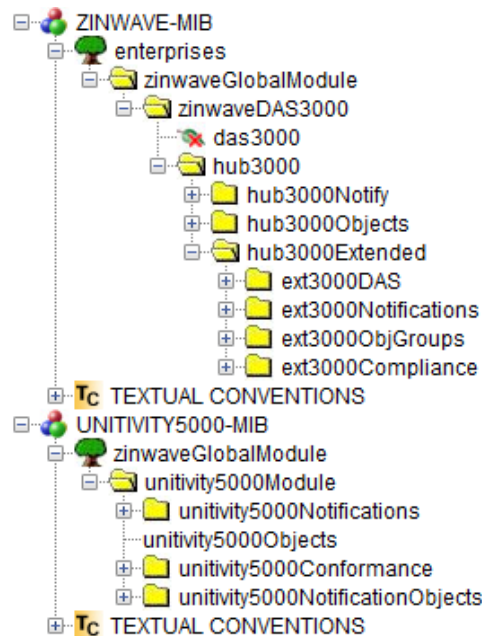 ZINWAVE-MIB
enterprises
zinwaveGlobalModule
zinwaveDAS3000
das3000
hub3000
hub3000Notify
hub3000Objects
hub3000Extended
ext3000DAS
ext3000Notifications
ext3000ObjGroups
ext3000Compliance
Tc TEXTUAL CONVENTIONS
UNITIVITY5000-MIB
zinwaveGlobalModule
unitivity5000Module
unitivity5000Notifications
unitivity5000Objects
unitivity5000Conformance
unitivity5000NotificationObjects
Tc TEXTUAL CONVENTIONS